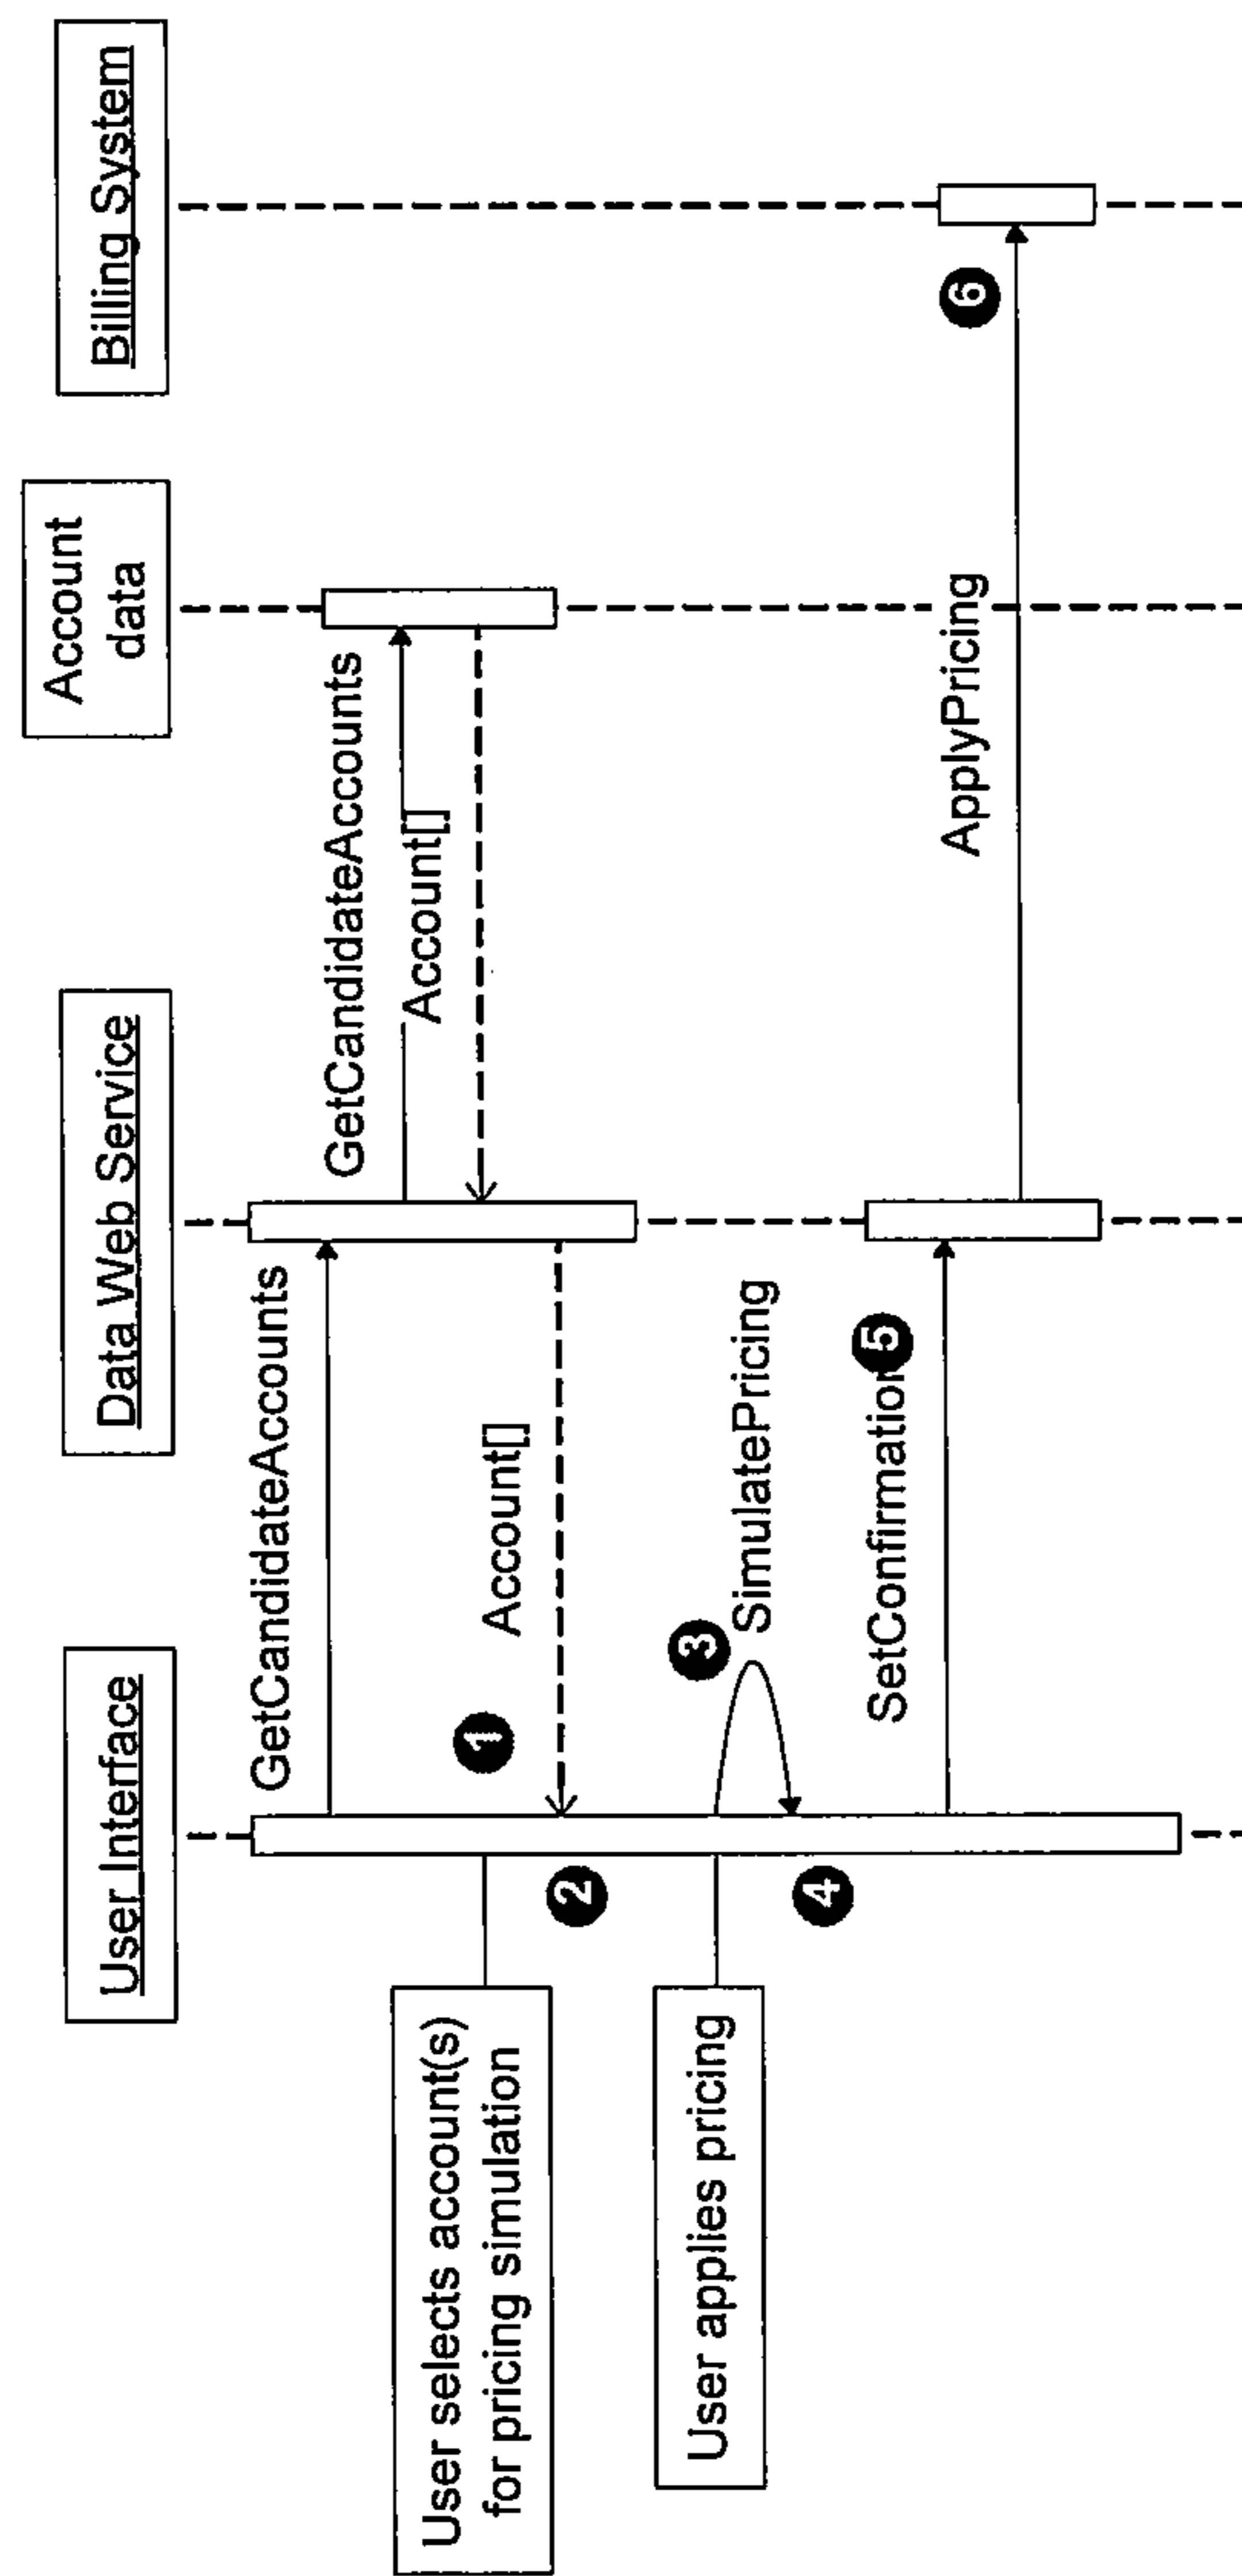 User Interface
Data Web Service
Account
data
Billing System
GetCandidateAccounts
GetCandidateAccounts
Account[]
User selects account(s)
for pricing simulation
1
Account[]
2
User applies pricing
3
SimulatePricing
4
SetConfirmation
5
ApplyPricing
6